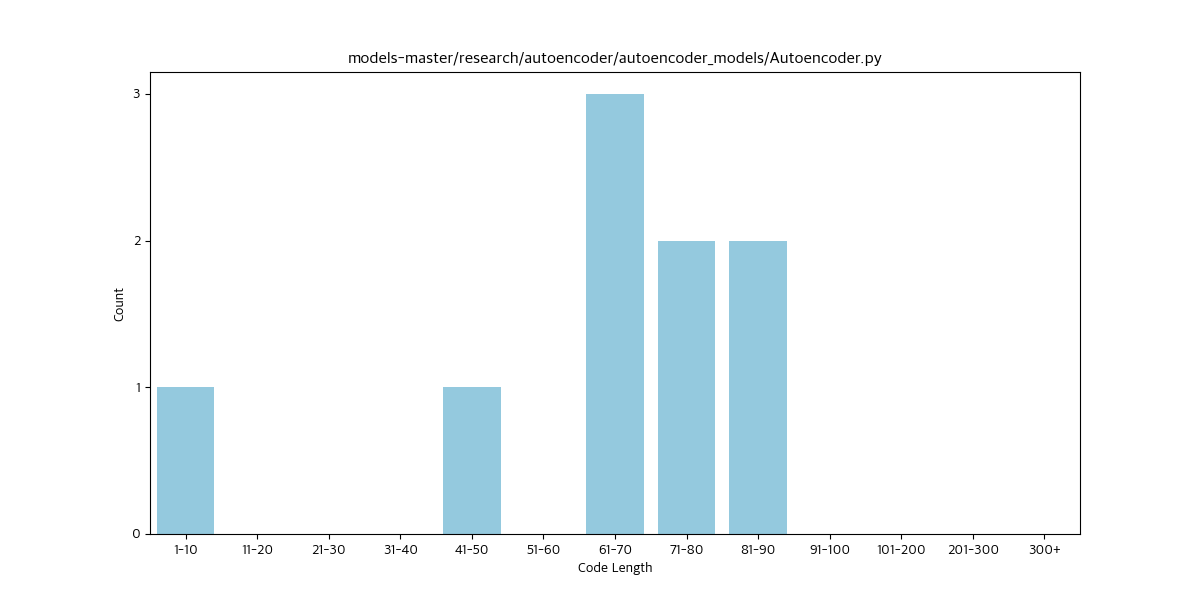 models-master/research/autoencoder/autoencoder_models/Autoencoder.py
3
2
1
0
Count
1-10 11-20 21-30 31-40 41-50 51-60 61-70 71-80 81-90 91-100 101-200 201-300 300+
Code Length